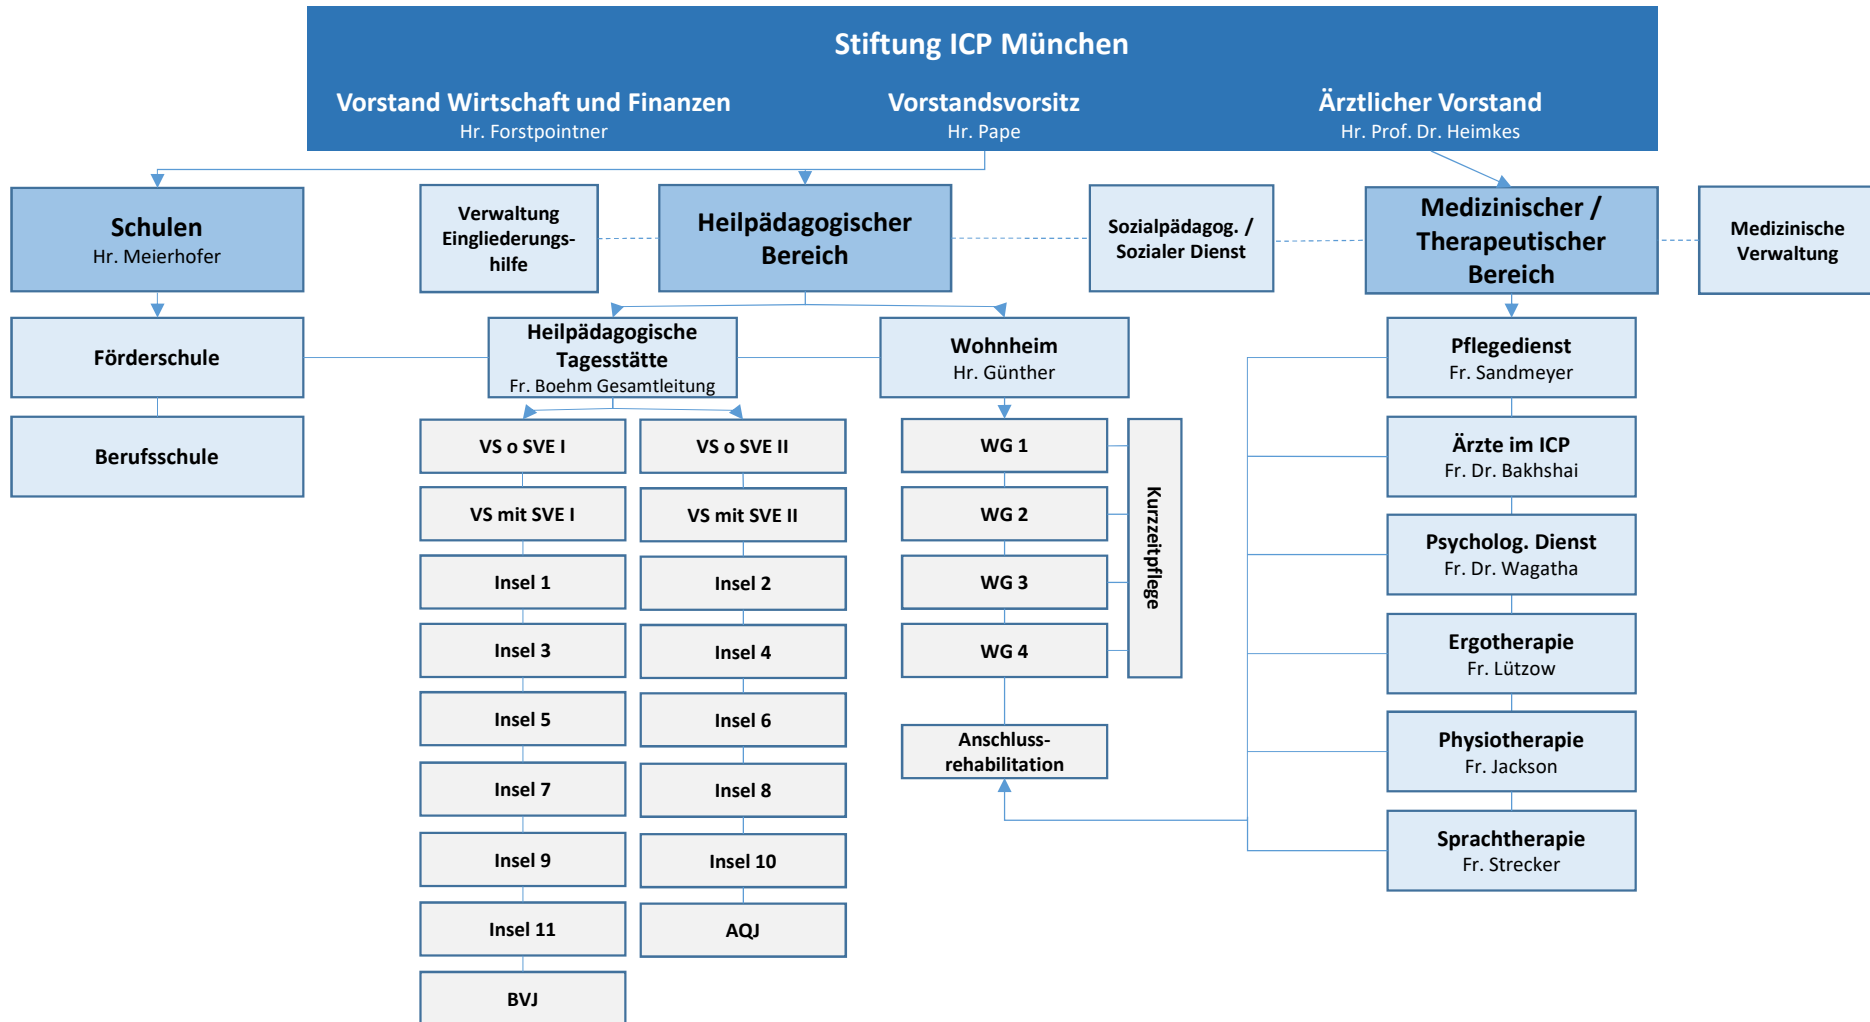 Stiftung ICP München
Vorstand Wirtschaft und Finanzen
Hr. Forstpointner
Vorstandsvorsitz
Hr. Pape
Ärztlicher Vorstand
Hr. Prof. Dr. Heimkes
Schulen
Hr. Meierhofer
Verwaltung
Eingliederungs-
hilfe
Heilpädagogischer
Bereich
Sozialpädagog. /
Sozialer Dienst
Medizinischer /
Therapeutischer
Bereich
Medizinische
Verwaltung
Förderschule
Berufsschule
Heilpädagogische
Tagesstätte
Fr. Boehm Gesamtleitung
VS o SVE I
VS mit SVE I
Insel 1
Insel 3
Insel 5
Insel 7
Insel 9
Insel 11
BVJ
VS o SVE II
VS mit SVE II
Insel 2
Insel 4
Insel 6
Insel 8
Insel 10
AQJ
Wohnheim
Hr. Günther
WG 1
WG 2
WG 3
WG 4
Kurzzeitpflege
Anschluss-
rehabilitation
Pflegedienst
Fr. Sandmeyer
Ärzte im ICP
Fr. Dr. Bakhshai
Psycholog. Dienst
Fr. Dr. Wagatha
Ergotherapie
Fr. Lützow
Physiotherapie
Fr. Jackson
Sprachtherapie
Fr. Strecker